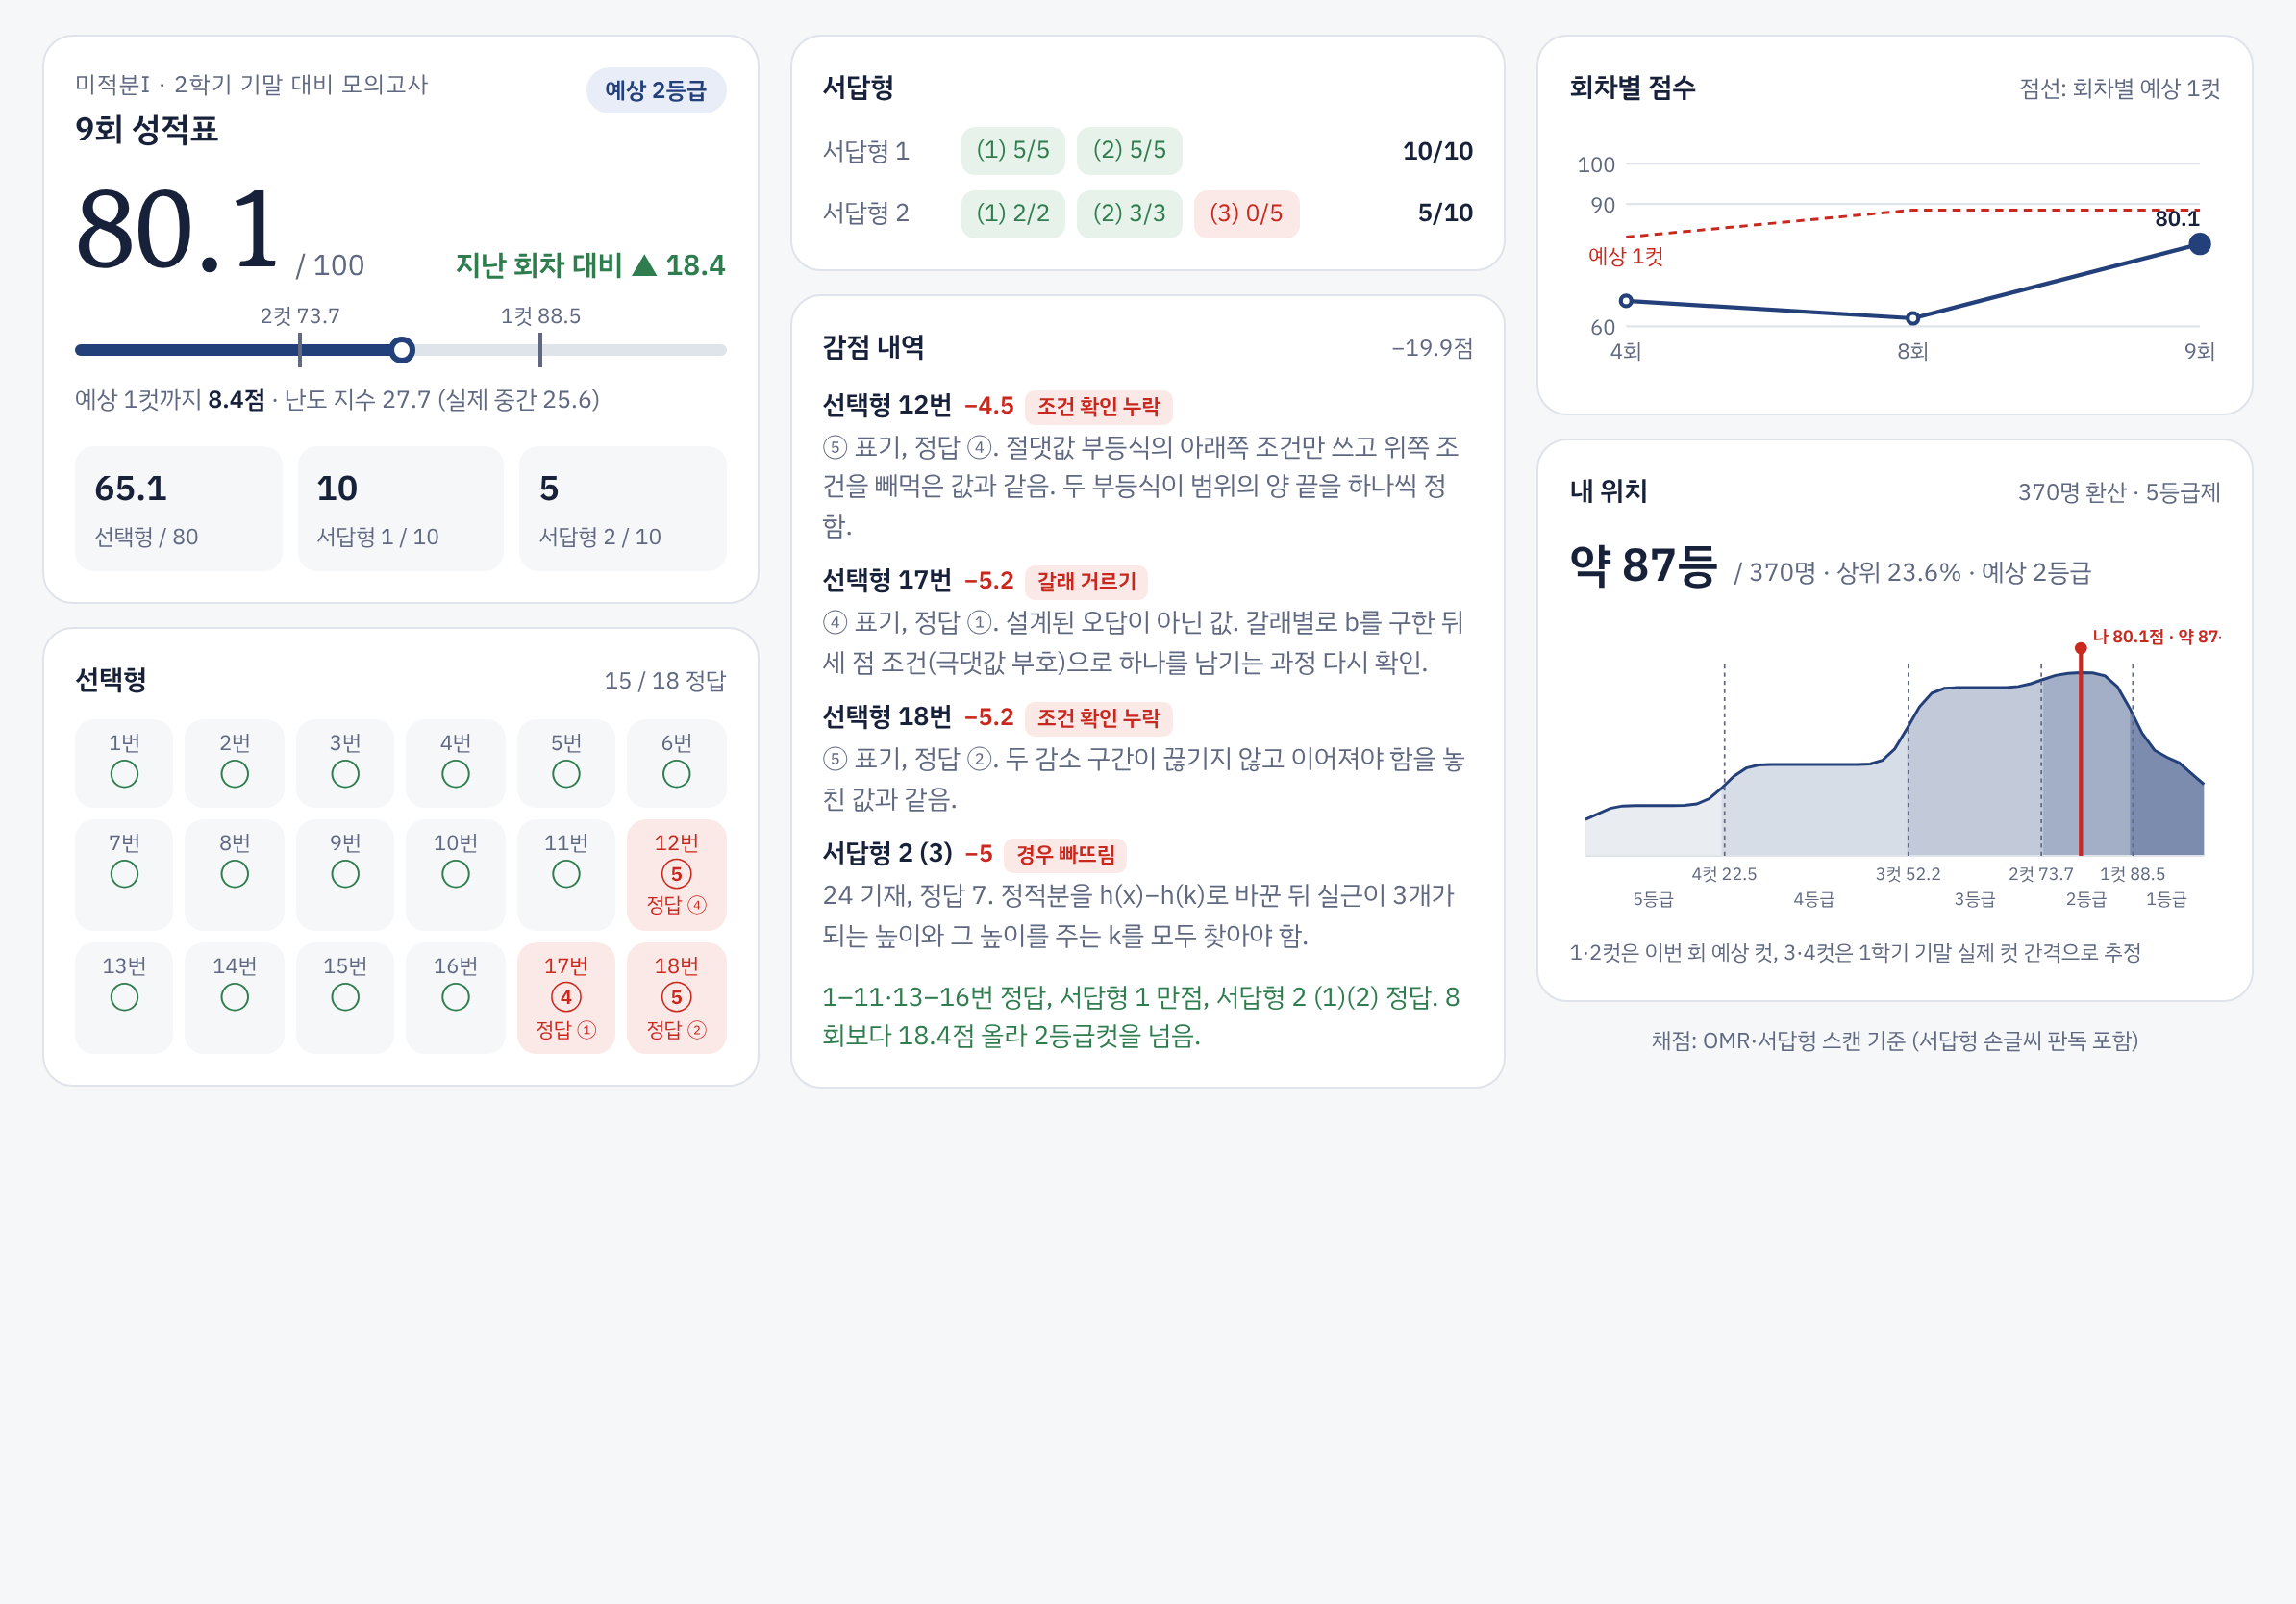 미적분I · 2학기 기말 대비 모의고사
예상 2등급
9회 성적표
80.1 / 100
지난 회차 대비 ▲ 18.4
2컷 73.7
1컷 88.5
예상 1컷까지 8.4점 · 난도 지수 27.7 (실제 중간 25.6)
65.1
선택형 / 80
10
서답형 1 / 10
5
서답형 2 / 10
선택형
15 / 18 정답
1번
2번
3번
4번
5번
6번
7번
8번
9번
10번
11번
12번
⑤
정답 ④
13번
14번
15번
16번
17번
④
정답 ①
18번
⑤
정답 ②
서답형
서답형 1 (1) 5/5 (2) 5/5 10/10
서답형 2 (1) 2/2 (2) 3/3 (3) 0/5 5/10
감점 내역
−19.9점
선택형 12번 −4.5 조건 확인 누락
⑤ 표기, 정답 ④. 절댓값 부등식의 아래쪽 조건만 쓰고 위쪽 조
건을 빼먹은 값과 같음. 두 부등식이 범위의 양 끝을 하나씩 정
함.
선택형 17번 −5.2 갈래 거르기
④ 표기, 정답 ①. 설계된 오답이 아닌 값. 갈래별로 b를 구한 뒤
세 점 조건(극댓값 부호)으로 하나를 남기는 과정 다시 확인.
선택형 18번 −5.2 조건 확인 누락
⑤ 표기, 정답 ②. 두 감소 구간이 끊기지 않고 이어져야 함을 놓
친 값과 같음.
서답형 2 (3) −5 경우 빠뜨림
24 기재, 정답 7. 정적분을 h(x)−h(k)로 바꾼 뒤 실근이 3개가
되는 높이와 그 높이를 주는 k를 모두 찾아야 함.
1–11·13–16번 정답, 서답형 1 만점, 서답형 2 (1)(2) 정답. 8
회보다 18.4점 올라 2등급컷을 넘음.
회차별 점수
점선: 회차별 예상 1컷
100
90
80.1
예상 1컷
60
4회
8회
9회
내 위치
370명 환산 · 5등급제
약 87등 / 370명 · 상위 23.6% · 예상 2등급
나 80.1점 · 약 87
4컷 22.5
3컷 52.2
2컷 73.7
1컷 88.5
5등급
4등급
3등급
2등급
1등급
1·2컷은 이번 회 예상 컷, 3·4컷은 1학기 기말 실제 컷 간격으로 추정
채점: OMR·서답형 스캔 기준 (서답형 손글씨 판독 포함)